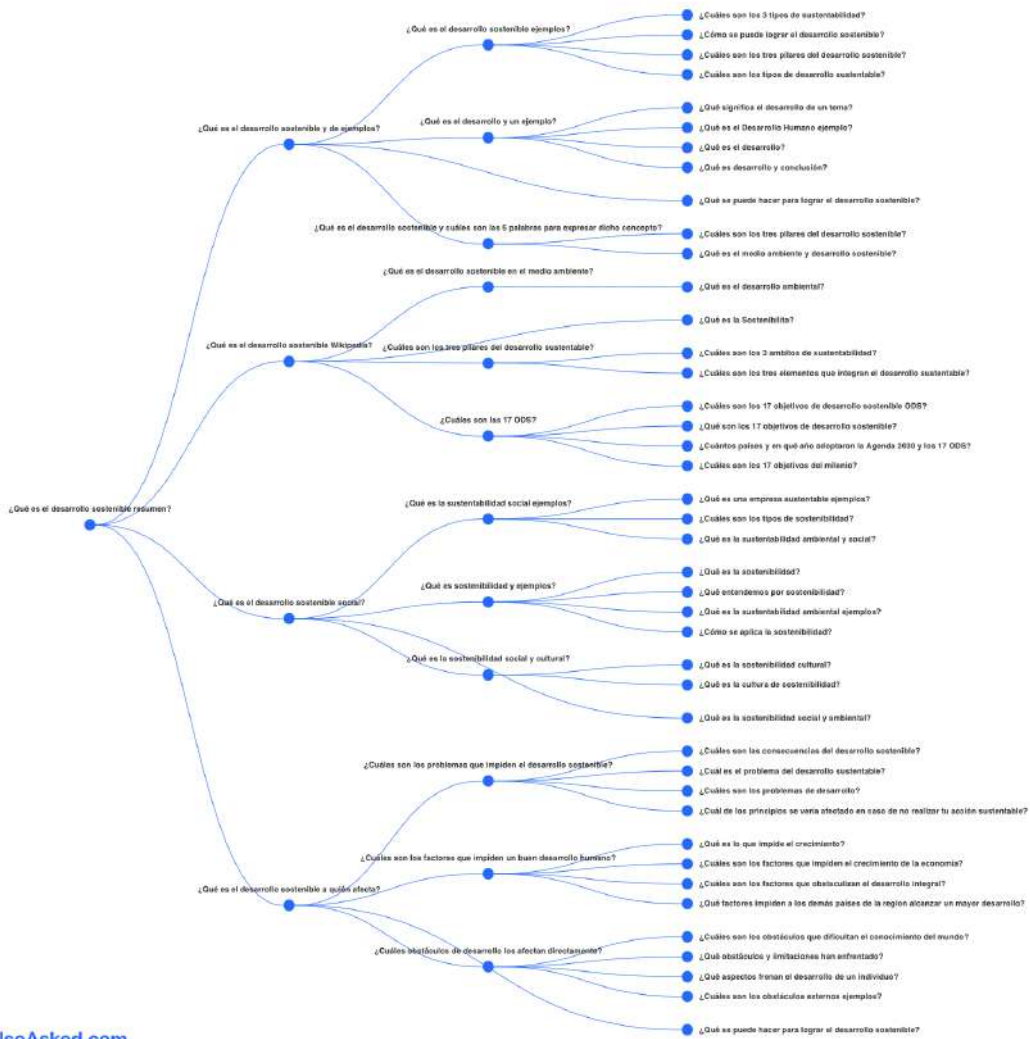 ¿Qué es el desarrollo sostenible resumen?
¿Qué es el desarrollo sostenible y de ejemplos?
¿Qué es el desarrollo sostenible ejemplos?
¿Cuáles son los 3 tipos de sustentabilidad?
¿Cómo se puede lograr el desarrollo sostenible?
¿Cuáles son los tres pilares del desarrollo sostenible?
¿Cuáles son los tipos de desarrollo sustentable?
¿Qué es el desarrollo y un ejemplo?
¿Qué significa el desarrollo de un tema?
¿Qué es el Desarrollo Humano ejemplo?
¿Qué es el desarrollo?
¿Qué es desarrollo y conclusión?
¿Qué se puede hacer para lograr el desarrollo sostenible?
¿Qué es el desarrollo sostenible y cuáles son las 5 palabras para expresar dicho concepto?
¿Cuáles son los tres pilares del desarrollo sostenible?
¿Qué es el medio ambiente y desarrollo sostenible?
¿Qué es el desarrollo sostenible Wikipedia?
¿Qué es el desarrollo sostenible en el medio ambiente?
¿Qué es el desarrollo ambiental?
¿Qué es la Sostenibilita?
¿Cuáles son los tres pilares del desarrollo sustentable?
¿Cuáles son los 3 ambitos de sustentabilidad?
¿Cuáles son los tres elementos que integran el desarrollo sustentable?
¿Cuáles son las 17 ODS?
¿Cuáles son los 17 objetivos de desarrollo sostenible ODS?
¿Qué son los 17 objetivos de desarrollo sostenible?
¿Cuántos países y en qué año adoptaron la Agenda 2030 y los 17 ODS?
¿Cuáles son los 17 objetivos del milenio?
¿Qué es el desarrollo sostenible social?
¿Qué es la sustentabilidad social ejemplos?
¿Qué es una empresa sustentable ejemplos?
¿Cuáles son los tipos de sostenibilidad?
¿Qué es la sustentabilidad ambiental y social?
¿Qué es sostenibilidad y ejemplos?
¿Qué es la sostenibilidad?
¿Qué entendemos por sostenibilidad?
¿Qué es la sustentabilidad ambiental ejemplos?
¿Cómo se aplica la sostenibilidad?
¿Qué es la sostenibilidad social y cultural?
¿Qué es la sostenibilidad cultural?
¿Qué es la cultura de sostenibilidad?
¿Qué es la sostenibilidad social y ambiental?
¿Qué es el desarrollo sostenible a quién afecta?
¿Cuáles son los problemas que impiden el desarrollo sostenible?
¿Cuáles son las consecuencias del desarrollo sostenible?
¿Cuál es el problema del desarrollo sustentable?
¿Cuáles son los problemas de desarrollo?
¿Cuál de los principios se vería afectado en caso de no realizar tu acción sustentable?
¿Cuáles son los factores que impiden un buen desarrollo humano?
¿Qué es lo que impide el crecimiento?
¿Cuáles son los factores que impiden el crecimiento de la economía?
¿Cuáles son los factores que obstaculizan el desarrollo integral?
¿Qué factores impiden a los demás países de la region alcanzar un mayor desarrollo?
¿Cuáles obstáculos de desarrollo los afectan directamente?
¿Cuáles son los obstáculos que dificultan el conocimiento del mundo?
¿Qué obstáculos y limitaciones han enfrentado?
¿Qué aspectos frenan el desarrollo de un individuo?
¿Cuáles son los obstáculos externos ejemplos?
¿Qué se puede hacer para lograr el desarrollo sostenible?